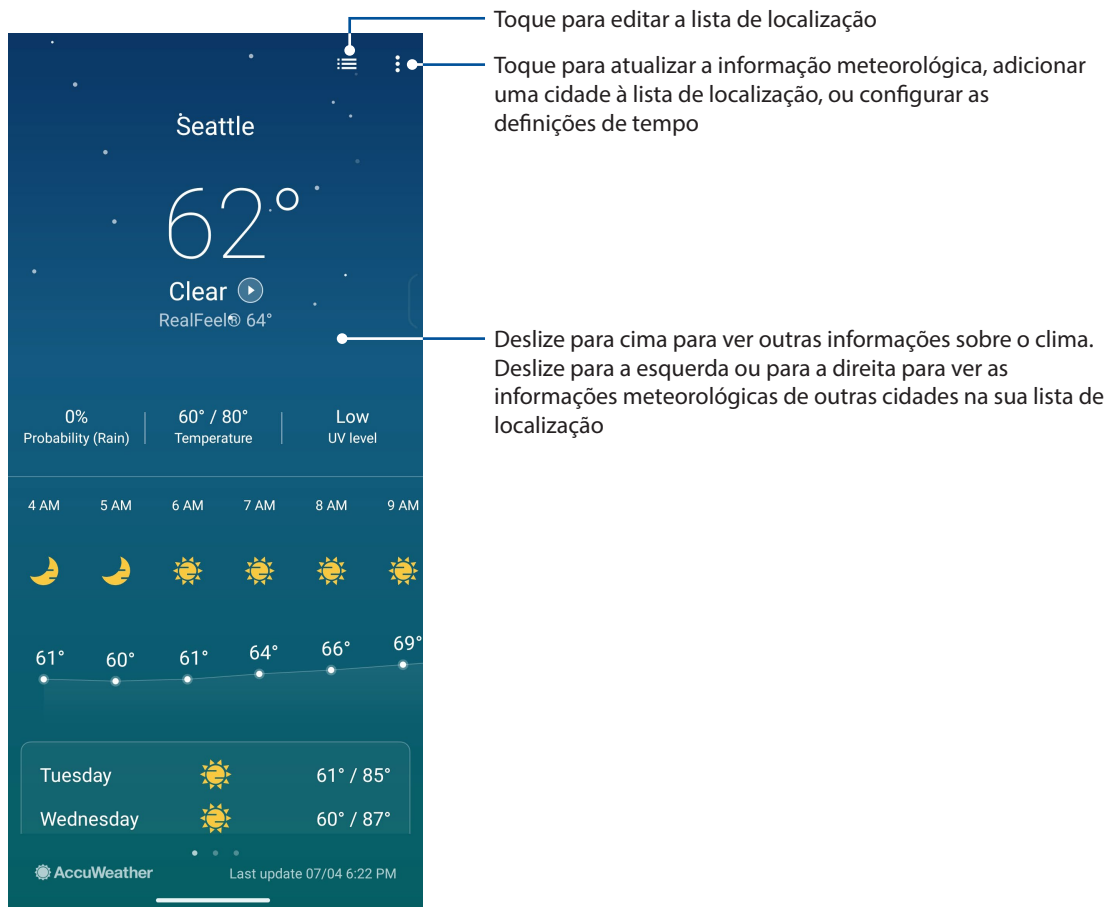 Toque para editar a lista de localização
Toque para atualizar a informação meteorológica, adicionar
uma cidade à lista de localização, ou configurar as
definições de tempo
Seattle
62°
Clear
RealFeel® 64°
Deslize para cima para ver outras informações sobre o clima.
Deslize para a esquerda ou para a direita para ver as
informações meteorológicas de outras cidades na sua lista de
localização
0% 60° / 80° Low
Probability (Rain) Temperature UV level
4 AM 5 AM 6 AM 7 AM 8 AM 9 AM
61° 60° 61° 64° 66° 69°
Tuesday 61° / 85°
Wednesday 60° / 87°
AccuWeather Last update 07/04 6:22 PM